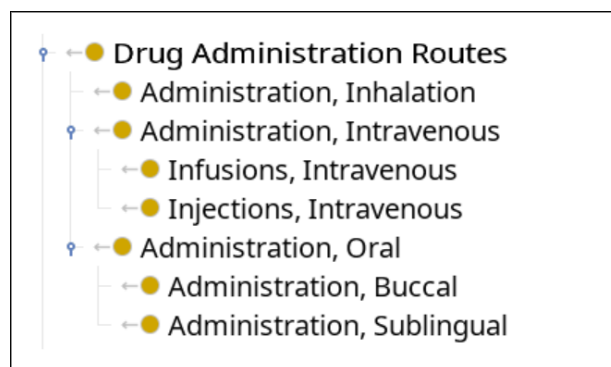 Drug Administration Routes
Administration, Inhalation
Administration, Intravenous
Infusions, Intravenous
Injections, Intravenous
Administration, Oral
Administration, Buccal
Administration, Sublingual